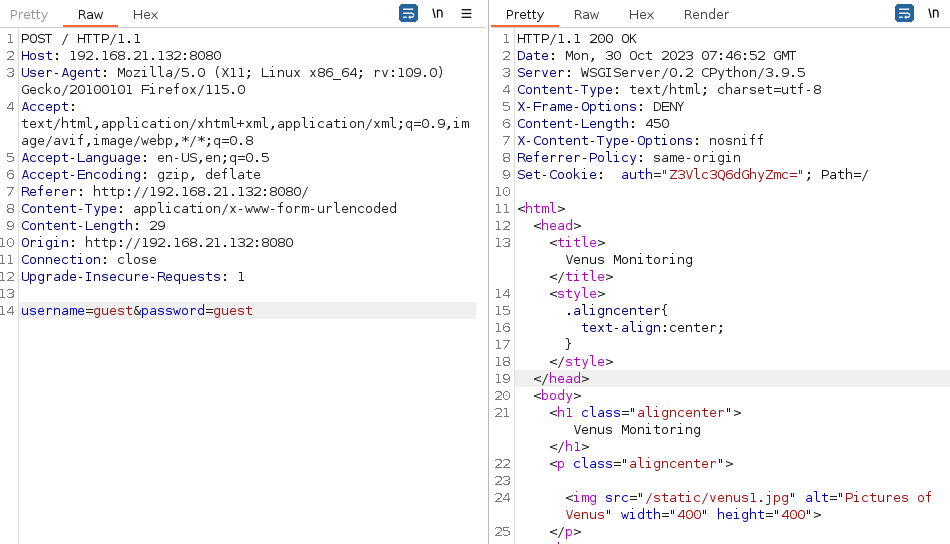 Pretty Raw Hex \n
1 POST / HTTP/1.1
2 Host: 192.168.21.132:8080
3 User-Agent: Mozilla/5.0 (X11; Linux x86_64; rv:109.0)
Gecko/20100101 Firefox/115.0
4 Accept:
text/html,application/xhtml+xml,application/xml;q=0.9,im
age/avif,image/webp,*/*;q=0.8
5 Accept-Language: en-US,en;q=0.5
6 Accept-Encoding: gzip, deflate
7 Referer: http://192.168.21.132:8080/
8 Content-Type: application/x-www-form-urlencoded
9 Content-Length: 29
10 Origin: http://192.168.21.132:8080
11 Connection: close
12 Upgrade-Insecure-Requests: 1
13
14 username=guest&password=guest
Pretty Raw Hex Render \n
1 HTTP/1.1 200 OK
2 Date: Mon, 30 Oct 2023 07:46:52 GMT
3 Server: WSGIServer/0.2 CPython/3.9.5
4 Content-Type: text/html; charset=utf-8
5 X-Frame-Options: DENY
6 Content-Length: 450
7 X-Content-Type-Options: nosniff
8 Referrer-Policy: same-origin
9 Set-Cookie:  auth="Z3Vlc3Q6dGhyZmc="; Path=/
10
11 <html>
12 <head>
13 <title>
Venus Monitoring
</title>
14 <style>
15 .aligncenter{
16 text-align:center;
17 }
18 </style>
19 </head>
20 <body>
21 <h1 class="aligncenter">
Venus Monitoring
</h1>
22 <p class="aligncenter">
23
24 <img src="/static/venus1.jpg" alt="Pictures of
Venus" width="400" height="400">
25 </p>